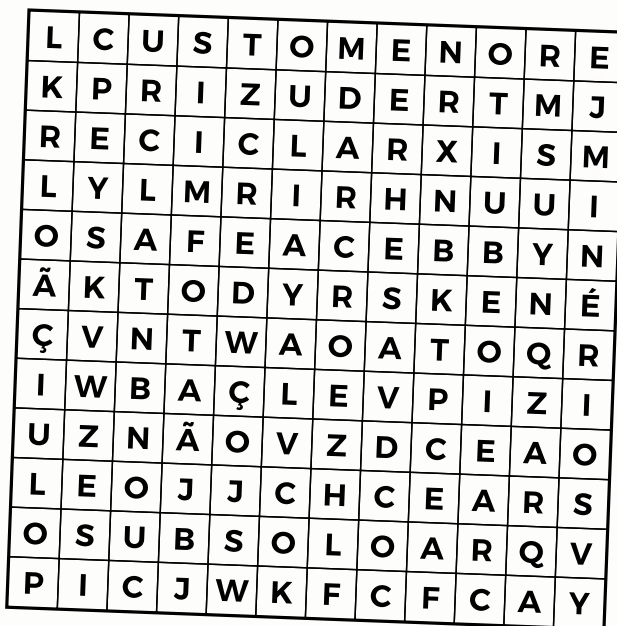 L C U S T O M E N O R E
K P R I Z U D E R T M J
R E C I C L A R X I S M
L Y L M R I R H N U U I
O S A F E A C E B B Y N
Ã K T O D Y R S K E N É
Ç V N T W A O A T O Q R
I W B A Ç L E V P I Z I
U Z N Ã O V Z D C E A O
L E O J J C H C E A R S
O S U B S O L O A R Q V
P I C J W K F C F C A Y